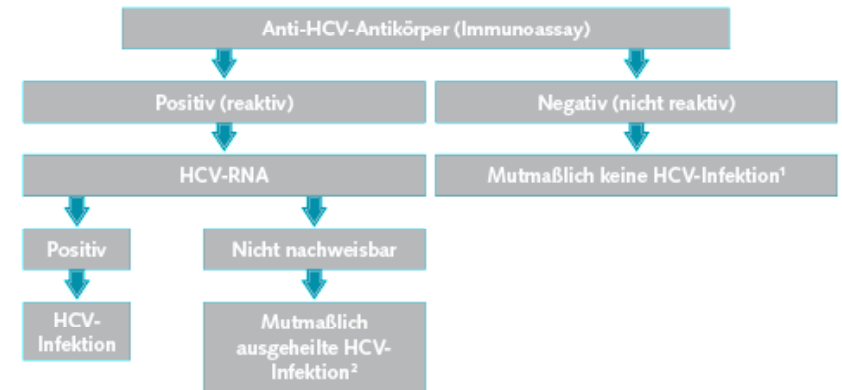 Anti-HCV-Antikörper (Immunoassay)
Positiv (reaktiv)
Negativ (nicht reaktiv)
HCV-RNA
Mutmaßlich keine HCV-Infektion¹
Positiv
Nicht nachweisbar
HCV-
Infektion
Mutmaßlich
ausgeheilte HCV-
Infektion²